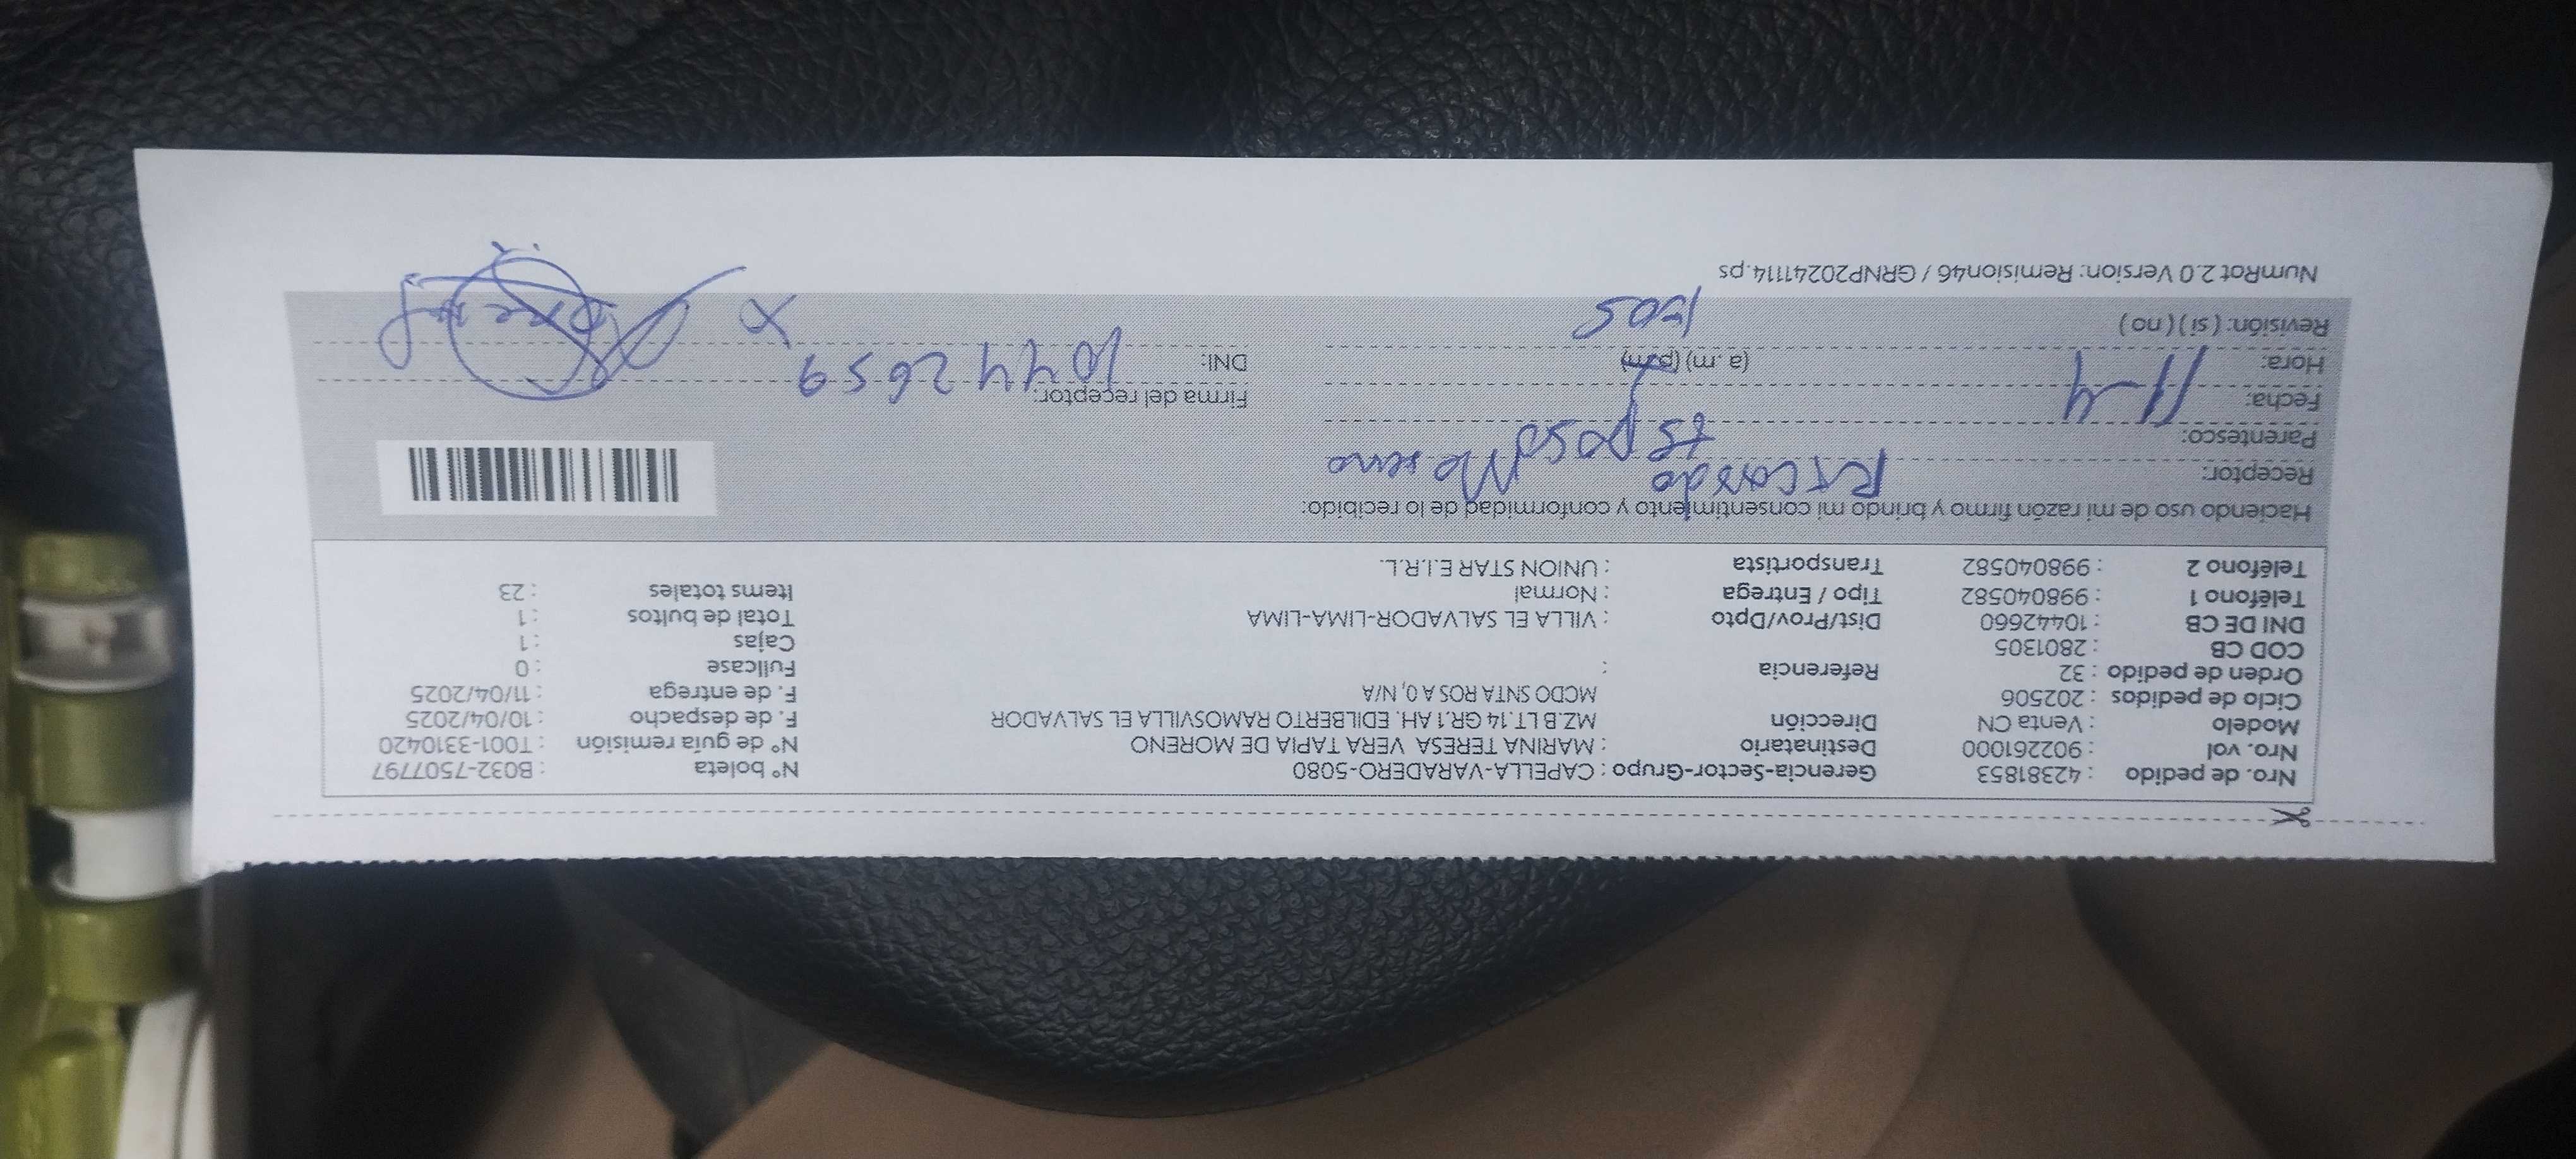 Nro. de pedido : 42381853 Gerencia-Sector-Grupo : CAPELLA-VARADERO-5080 N° boleta : B032-7507797
Nro. vol : 902261000 Destinatario : MARINA TERESA VERA TAPIA DE MORENO N° de guía remisión : T001-3310420
Modelo : Venta CN Dirección MZ.B LT.14 GR.1 AH. EDILBERTO RAMOSVILLA EL SALVADOR F. de despacho : 10/04/2025
Ciclo de pedidos : 202506 MCDO SNTA ROS A 0, N/A F. de entrega : 11/04/2025
Orden de pedido : 32 Referencia : Fullcase : 0
COD CB : 2801305 Cajas : 1
DNI DE CB : 10442660 Dist/Prov/Dpto : VILLA EL SALVADOR-LIMA-LIMA Total de bultos : 1
Teléfono 1 : 998040582 Tipo / Entrega : Normal Items totales : 23
Teléfono 2 : 998040582 Transportista : UNION STAR E.I.R.L.
Haciendo uso de mi razón firmo y brindo mi consentimiento y conformidad de lo recibido:
Receptor: Ricardo Moreno
Parentesco: esposo
Fecha: 11-4 Firma del receptor:
Hora: (a. m) (p.m) DNI: 10442659 X
Revisión: ( si ) ( no )
NumRot 2.0 Version: Remision46 / GRNP20241114.ps